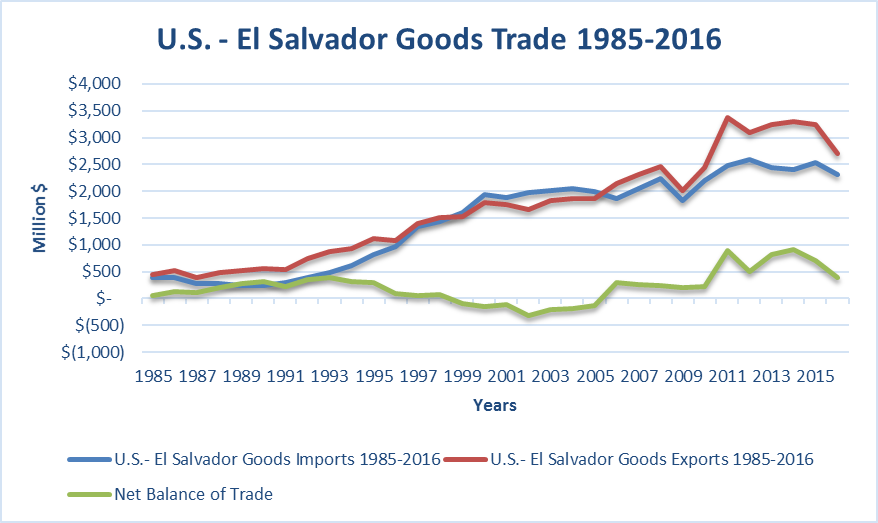 U.S. - El Salvador Goods Trade 1985-2016
$4,000
$3,500
$3,000
$2,500
$2,000
$1,500
$1,000
$500
$-
$(500)
$(1,000)
Million $
1985 1987 1989 1991 1993 1995 1997 1999 2001 2003 2005 2007 2009 2011 2013 2015
Years
U.S.- El Salvador Goods Imports 1985-2016 U.S.- El Salvador Goods Exports 1985-2016
Net Balance of Trade